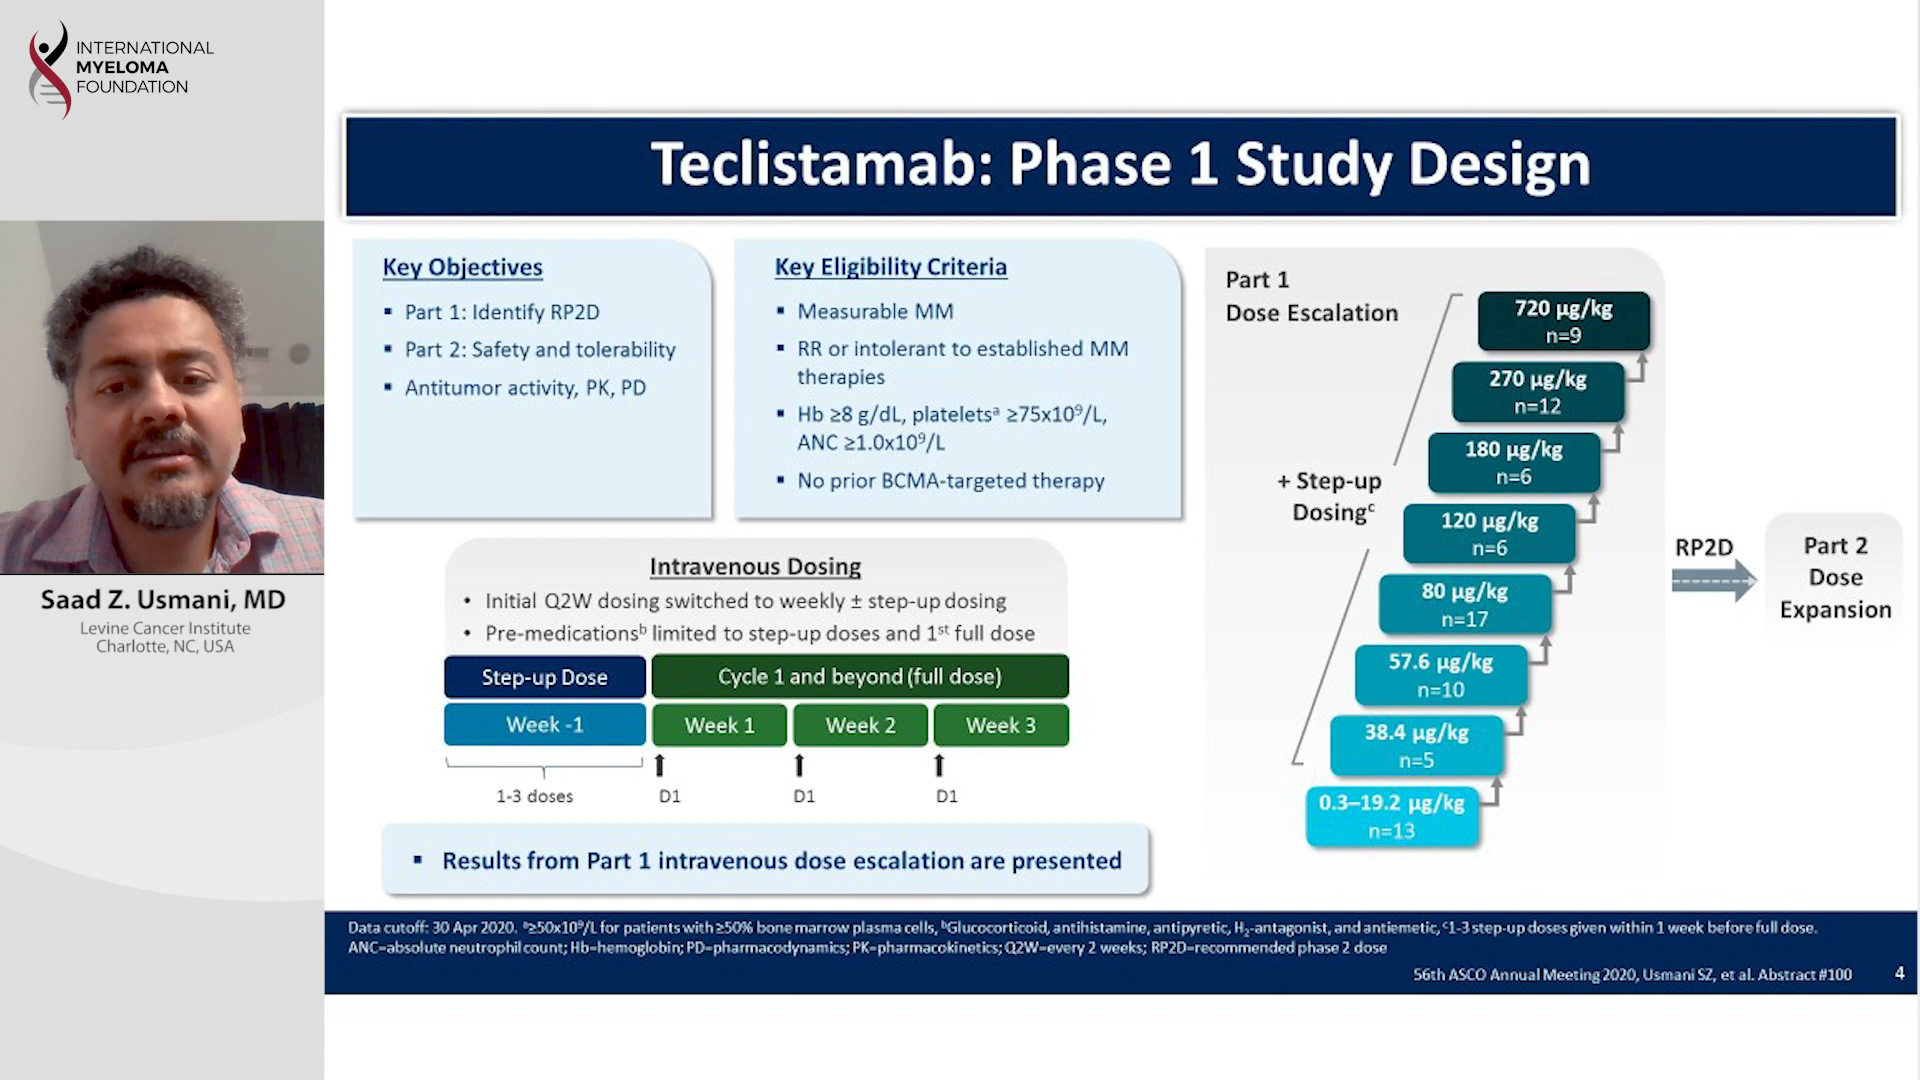 INTERNATIONAL
MYELOMA
FOUNDATION
Saad Z. Usmani, MD
Levine Cancer Institute
Charlotte, NC, USA
Teclistamab: Phase 1 Study Design
Key Objectives
▪ Part 1: Identify RP2D
▪ Part 2: Safety and tolerability
▪ Antitumor activity, PK, PD
Key Eligibility Criteria
▪ Measurable MM
▪ RR or intolerant to established MM
therapies
▪ Hb ≥8 g/dL, plateletsᵃ ≥75x10⁹/L,
ANC ≥1.0x10⁹/L
▪ No prior BCMA-targeted therapy
Intravenous Dosing
• Initial Q2W dosing switched to weekly ± step-up dosing
• Pre-medicationsᵇ limited to step-up doses and 1ˢᵗ full dose
Step-up Dose
Cycle 1 and beyond (full dose)
Week -1
Week 1
Week 2
Week 3
1-3 doses
D1
D1
D1
▪ Results from Part 1 intravenous dose escalation are presented
Part 1
Dose Escalation
+ Step-up
Dosingᶜ
720 µg/kg
n=9
270 µg/kg
n=12
180 µg/kg
n=6
120 µg/kg
n=6
80 µg/kg
n=17
57.6 µg/kg
n=10
38.4 µg/kg
n=5
0.3–19.2 µg/kg
n=13
RP2D
Part 2
Dose
Expansion
Data cutoff: 30 Apr 2020. ᵃ≥50x10⁹/L for patients with ≥50% bone marrow plasma cells, ᵇGlucocorticoid, antihistamine, antipyretic, H₂-antagonist, and antiemetic, ᶜ1-3 step-up doses given within 1 week before full dose.
ANC=absolute neutrophil count; Hb=hemoglobin; PD=pharmacodynamics; PK=pharmacokinetics; Q2W=every 2 weeks; RP2D=recommended phase 2 dose
56th ASCO Annual Meeting 2020, Usmani SZ, et al. Abstract #100
4